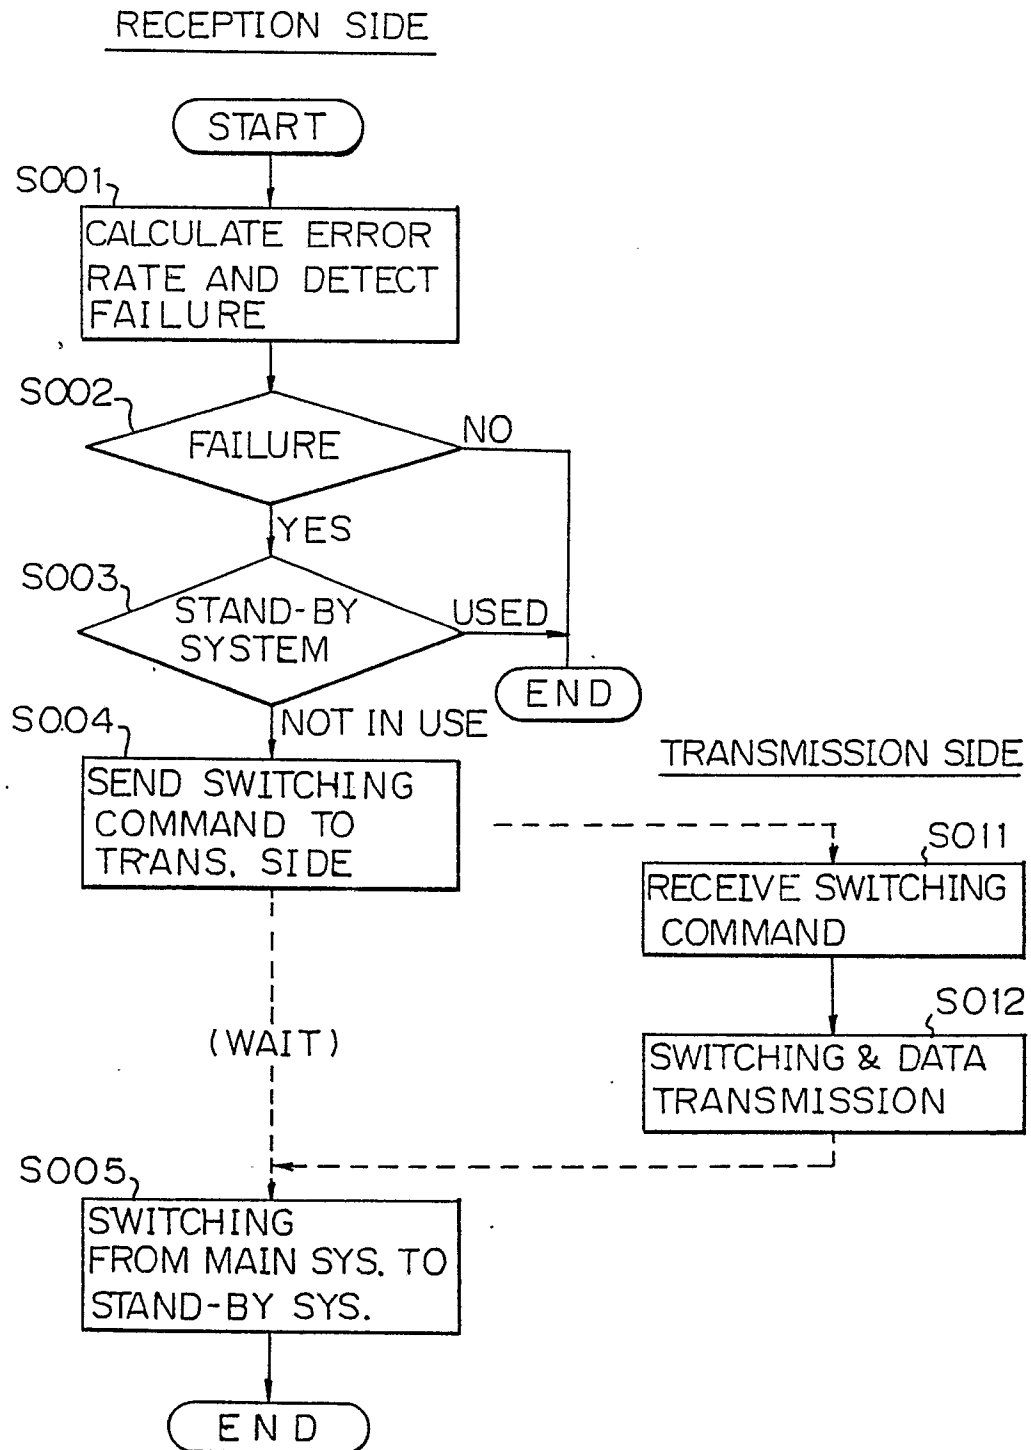 RECEPTION SIDE
START
S001
CALCULATE ERROR
RATE AND DETECT
FAILURE
S002
FAILURE
NO
YES
S003
STAND-BY
SYSTEM
USED
END
S004
NOT IN USE
SEND SWITCHING
COMMAND TO
TRANS. SIDE
TRANSMISSION SIDE
S011
RECEIVE SWITCHING
COMMAND
(WAIT)
S012
SWITCHING & DATA
TRANSMISSION
S005
SWITCHING
FROM MAIN SYS. TO
STAND-BY SYS.
END